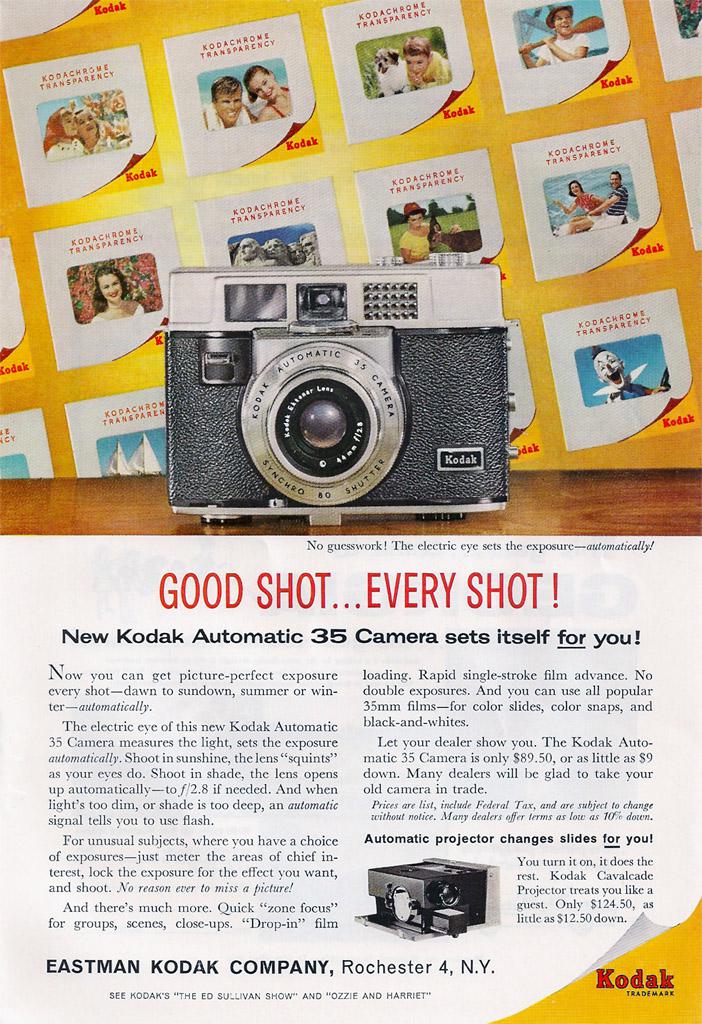 Kodak
KODACHROME
TRANSPARENCY
Kodak
KODACHROME
TRANSPARENCY
Kodak
KODACHROME
TRANSPARENCY
Kodak
Kodak
KODACHROME
TRANSPARENCY
KODACHROME
TRANSPARENCY
KODACHROME
TRANSPARENCY
KODACHROME
TRANSPARENCY
Kodak
KODACHROME
TRANSPARENCY
Kodak
Kodak
KODAK AUTOMATIC 35 CAMERA
Kodak Ektanar Lens
44mm f/2.8
SYNCHRO 80 SHUTTER
Kodak
No guesswork! The electric eye sets the exposure—automatically!
GOOD SHOT...EVERY SHOT!
New Kodak Automatic 35 Camera sets itself for you!
Now you can get picture-perfect exposure
every shot—dawn to sundown, summer or win-
ter—automatically.
The electric eye of this new Kodak Automatic
35 Camera measures the light, sets the exposure
automatically. Shoot in sunshine, the lens "squints"
as your eyes do. Shoot in shade, the lens opens
up automatically—to f/2.8 if needed. And when
light's too dim, or shade is too deep, an automatic
signal tells you to use flash.
For unusual subjects, where you have a choice
of exposures—just meter the areas of chief in-
terest, lock the exposure for the effect you want,
and shoot. No reason ever to miss a picture!
And there's much more. Quick "zone focus"
for groups, scenes, close-ups. "Drop-in" film
loading. Rapid single-stroke film advance. No
double exposures. And you can use all popular
35mm films—for color slides, color snaps, and
black-and-whites.
Let your dealer show you. The Kodak Auto-
matic 35 Camera is only $89.50, or as little as $9
down. Many dealers will be glad to take your
old camera in trade.
Prices are list, include Federal Tax, and are subject to change
without notice. Many dealers offer terms as low as 10% down.
Automatic projector changes slides for you!
You turn it on, it does the
rest. Kodak Cavalcade
Projector treats you like a
guest. Only $124.50, as
little as $12.50 down.
EASTMAN KODAK COMPANY, Rochester 4, N.Y.
SEE KODAK'S "THE ED SULLIVAN SHOW" AND "OZZIE AND HARRIET"
Kodak
TRADEMARK